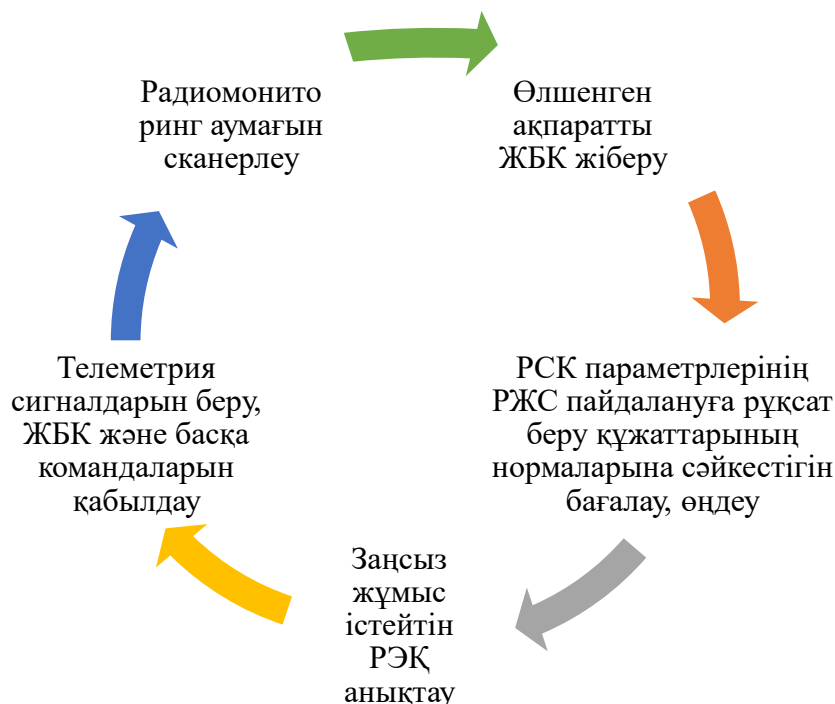 Радиомонито
ринг аумағын
сканерлеу
Өлшенген
ақпаратты
ЖБК жіберу
РСК параметрлерінің
РЖС пайдалануға рұқсат
беру құжаттарының
нормаларына сәйкестігін
бағалау, өңдеу
Заңсыз
жұмыс
істейтін
РЭҚ
анықтау
Телеметрия
сигналдарын беру,
ЖБК және басқа
командаларын
қабылдау